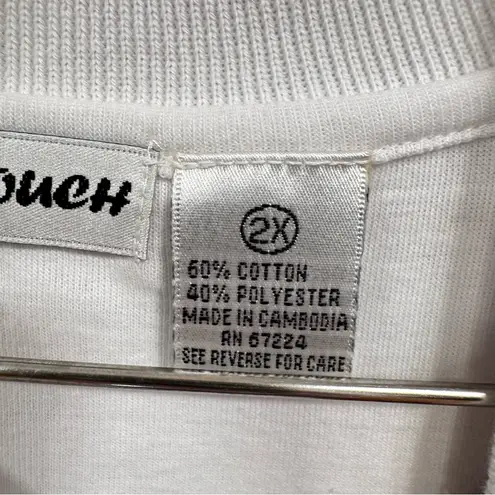 OUCH
2X
60% COTTON
40% POLYESTER
MADE IN CAMBODIA
RN 67224
SEE REVERSE FOR CARE